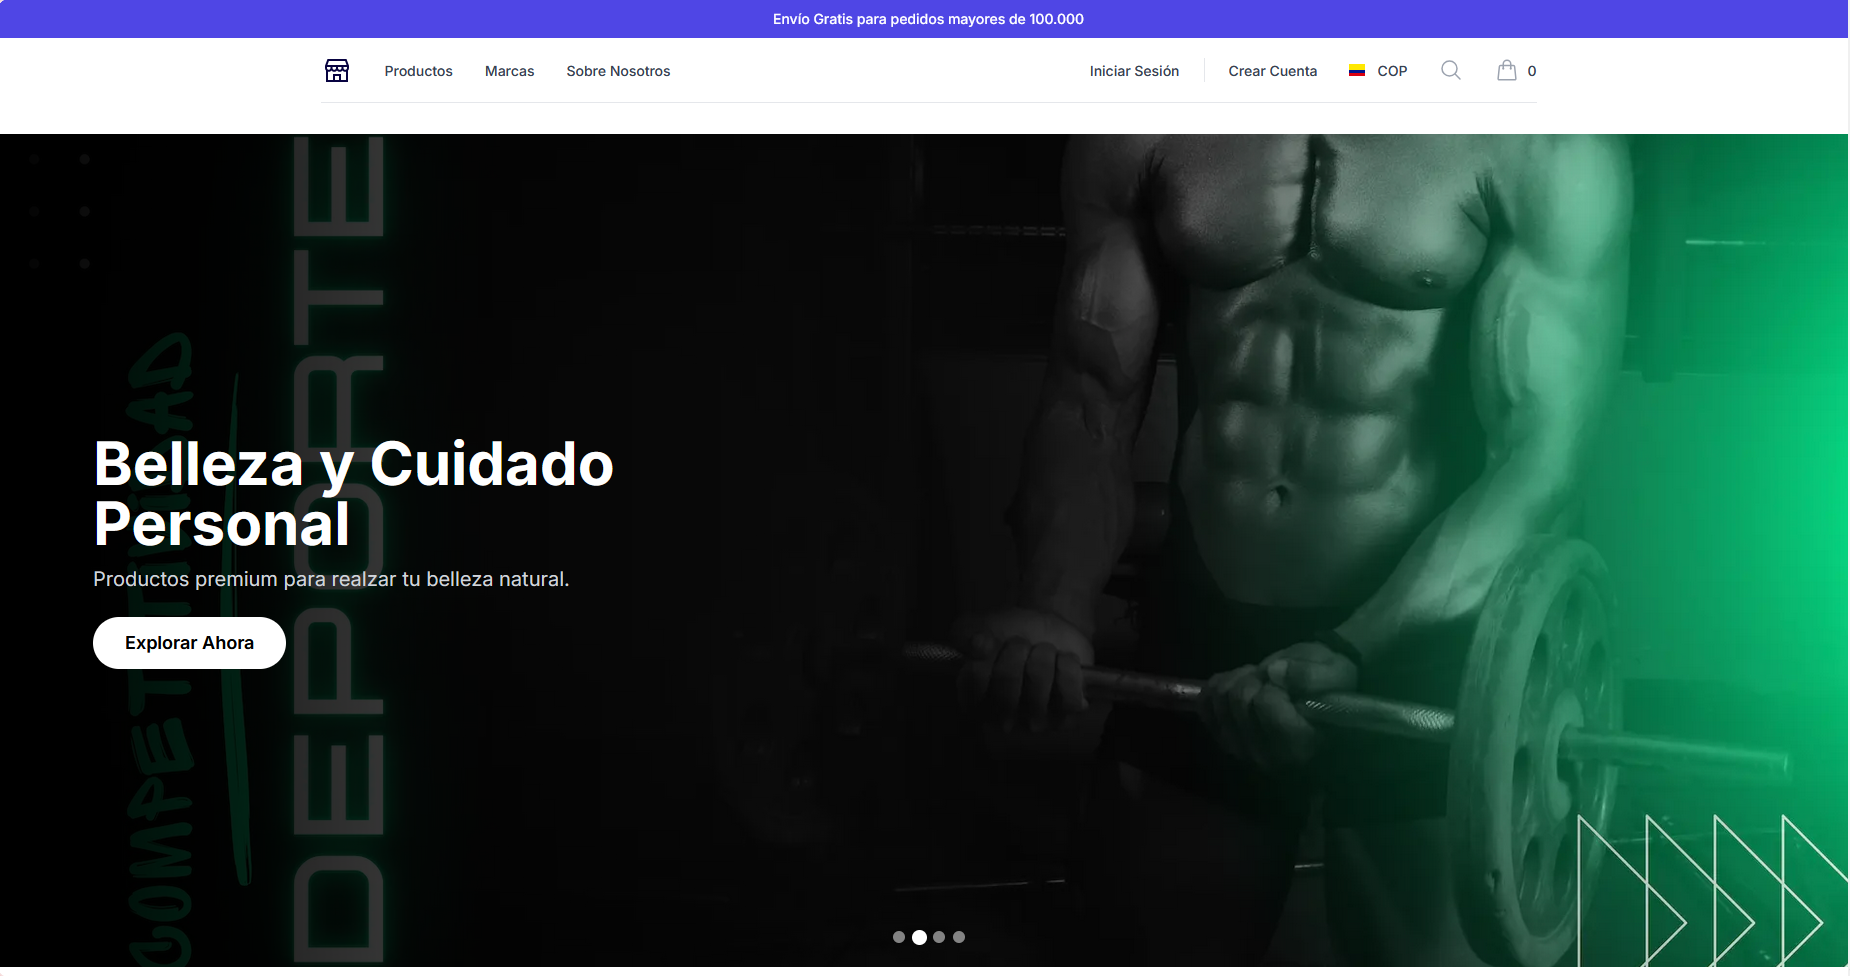 Envío Gratis para pedidos mayores de 100.000
Productos Marcas Sobre Nosotros Iniciar Sesión Crear Cuenta COP 0
COMPETITIVIDAD
DEPORTE
Belleza y Cuidado
Personal
Productos premium para realzar tu belleza natural.
Explorar Ahora